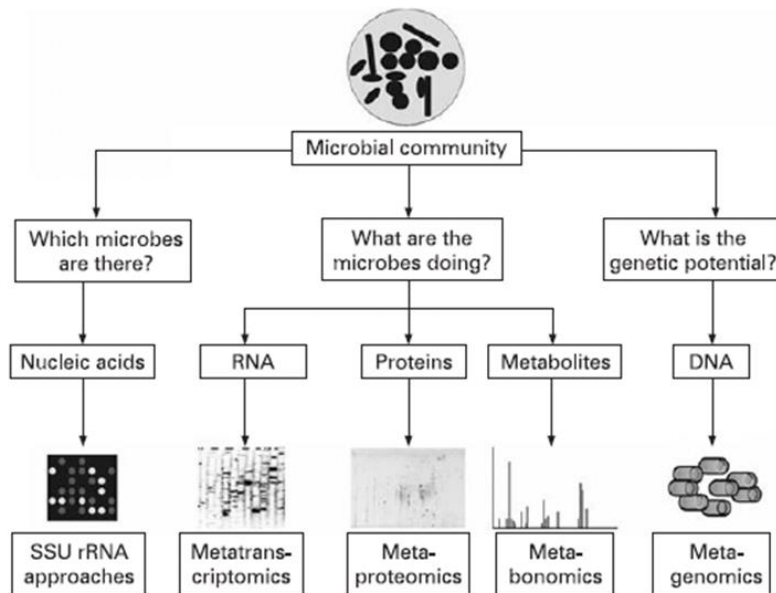 Microbial community
Which microbes
are there?
What are the
microbes doing?
What is the
genetic potential?
Nucleic acids
RNA
Proteins
Metabolites
DNA
SSU rRNA
approaches
Metatrans-
criptomics
Meta-
proteomics
Meta-
bonomics
Meta-
genomics